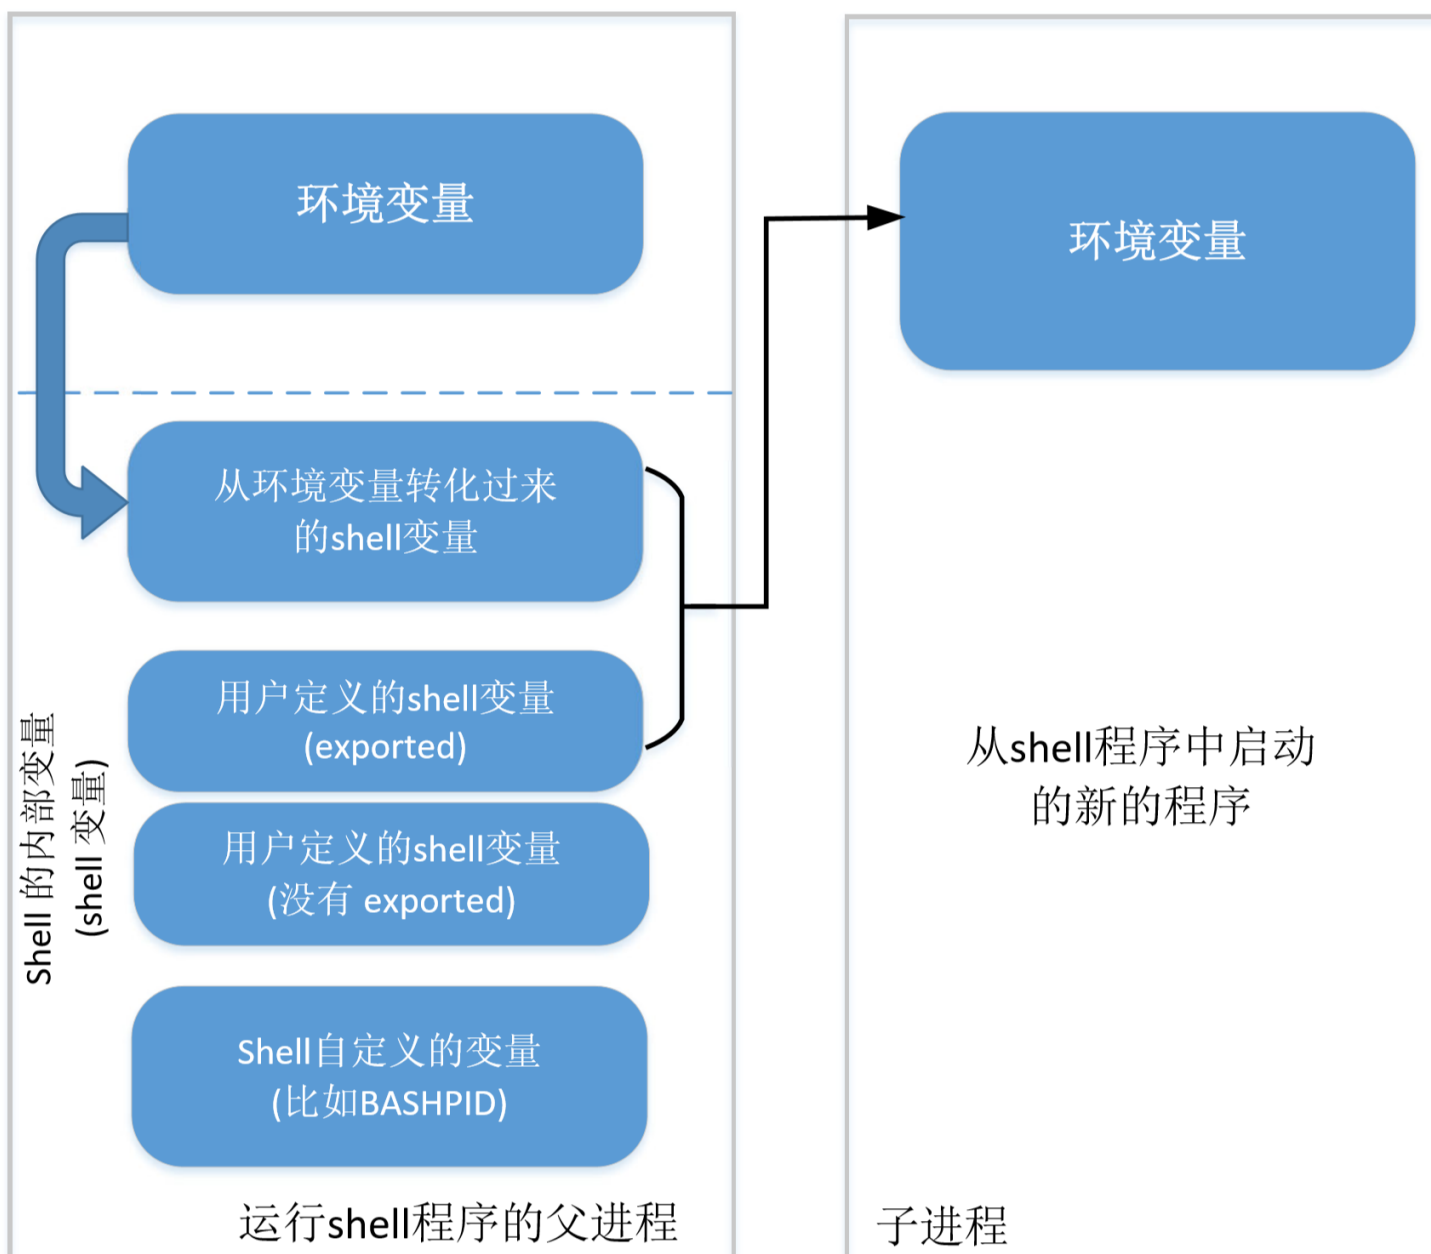 环境变量
从环境变量转化过来
的shell变量
用户定义的shell变量
(exported)
用户定义的shell变量
(没有 exported)
Shell自定义的变量
(比如BASHPID)
Shell 的内部变量
(shell 变量)
运行shell程序的父进程
环境变量
从shell程序中启动
的新的程序
子进程